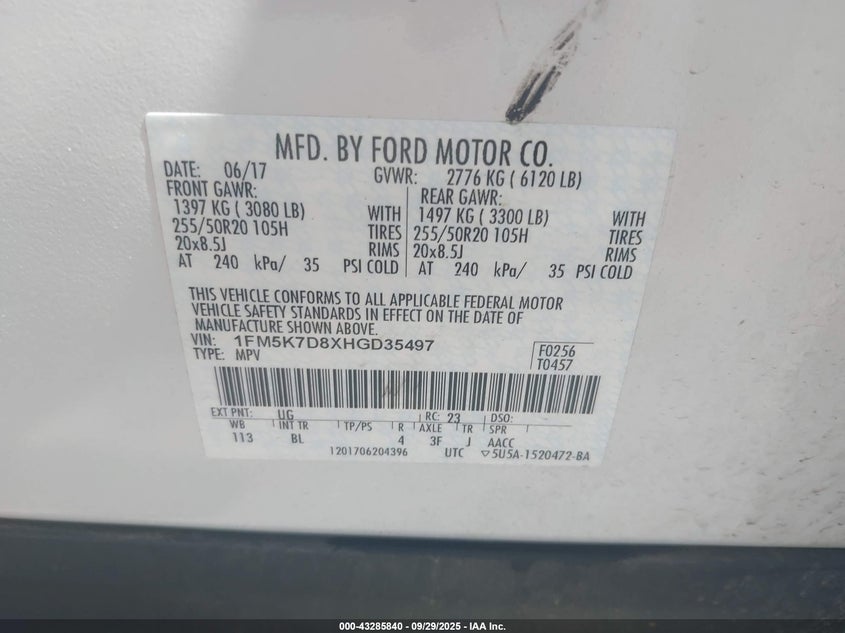 MFD. BY FORD MOTOR CO.
DATE: 06/17 GVWR: 2776 KG ( 6120 LB)
FRONT GAWR: REAR GAWR:
1397 KG ( 3080 LB) WITH 1497 KG ( 3300 LB) WITH
255/50R20 105H TIRES 255/50R20 105H TIRES
20x8.5J RIMS 20x8.5J RIMS
AT 240 kPa/ 35 PSI COLD AT 240 kPa/ 35 PSI COLD
THIS VEHICLE CONFORMS TO ALL APPLICABLE FEDERAL MOTOR
VEHICLE SAFETY STANDARDS IN EFFECT ON THE DATE OF
MANUFACTURE SHOWN ABOVE.
VIN: 1FM5K7D8XHGD35497 F0256
TYPE: MPV T0457
EXT PNT: UG RC: 23 DSO:
WB INT TR TP/PS R AXLE TR SPR
113 BL 4 3F J AACC
1201706204396 UTC ▽5U5A-1520472-BA
000-43285840 - 09/29/2025 - IAA Inc.